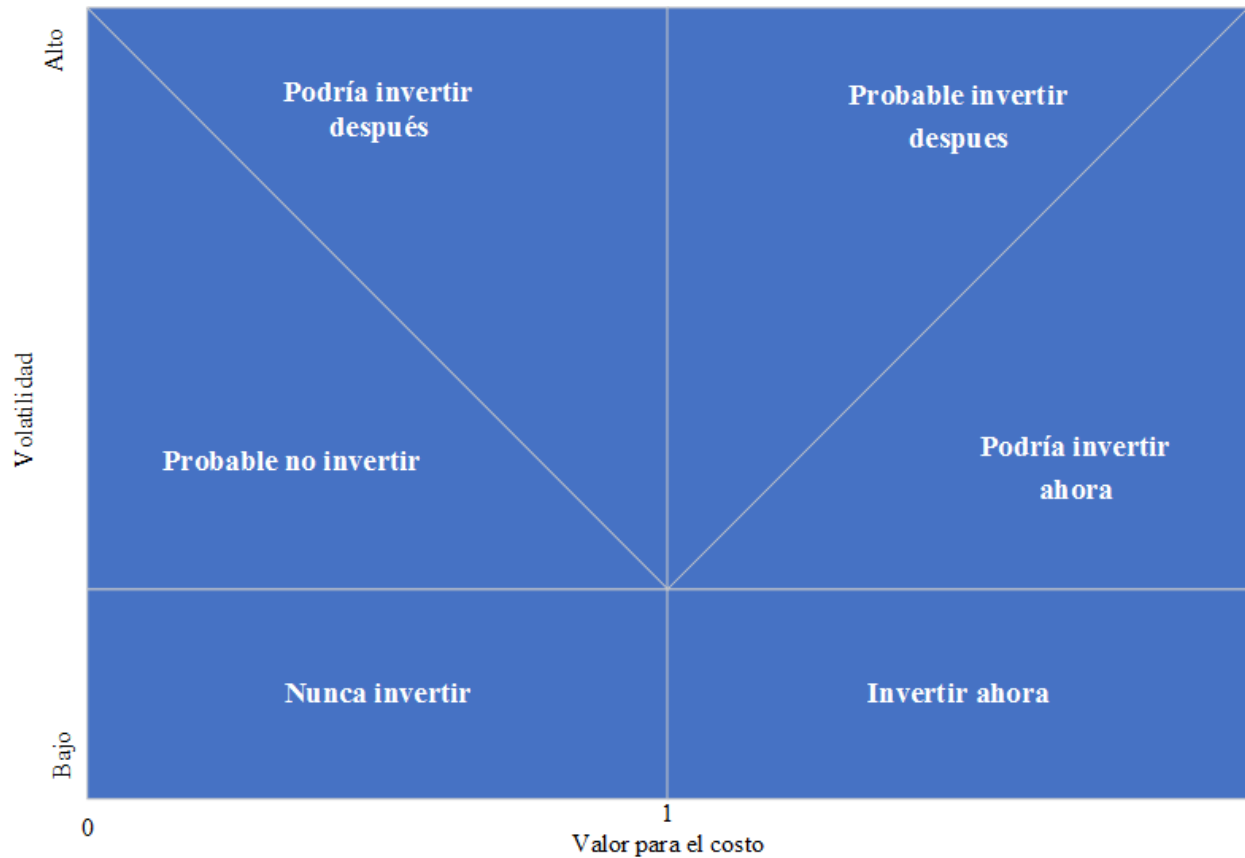 Alto
Podría invertir
después
Probable invertir
despues
Volatilidad
Probable no invertir
Podría invertir
ahora
Nunca invertir
Invertir ahora
Bajo
0
1
Valor para el costo